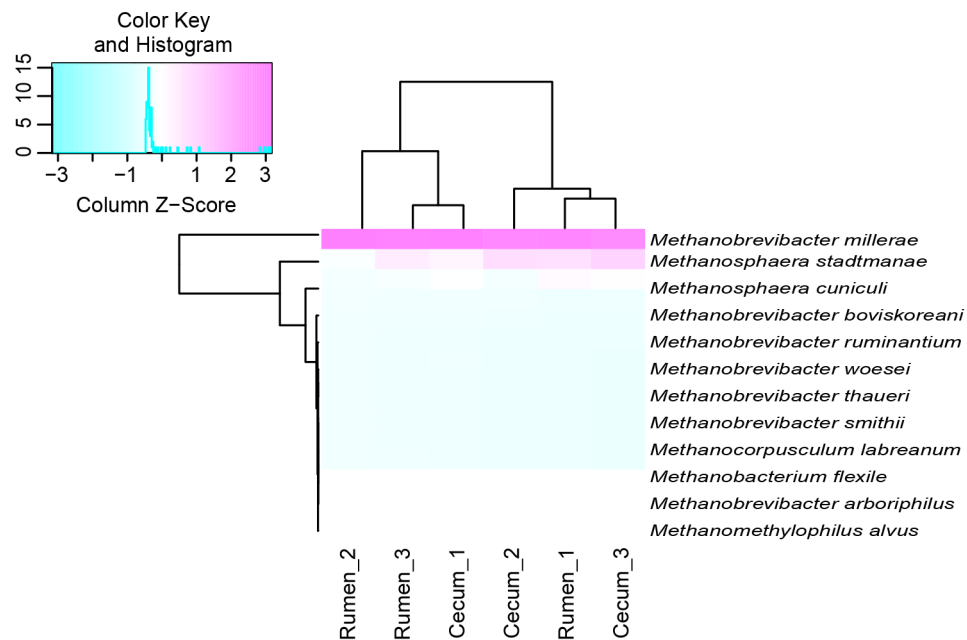 Color Key
and Histogram
15
10
5
0
−3 −1 1 2 3
Column Z−Score
Methanobrevibacter millerae
Methanosphaera stadtmanae
Methanosphaera cuniculi
Methanobrevibacter boviskoreani
Methanobrevibacter ruminantium
Methanobrevibacter woesei
Methanobrevibacter thaueri
Methanobrevibacter smithii
Methanocorpusculum labreanum
Methanobacterium flexile
Methanobrevibacter arboriphilus
Methanomethylophilus alvus
Rumen_2
Rumen_3
Cecum_1
Cecum_2
Rumen_1
Cecum_3